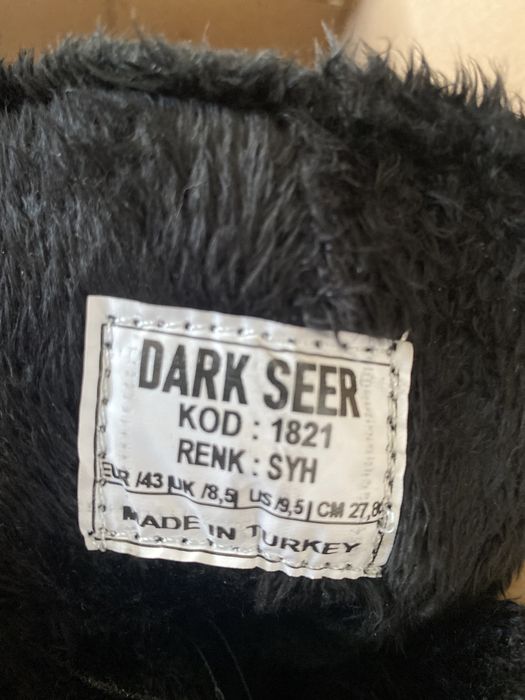 DARK SEER
KOD : 1821
RENK : SYH
EUR /43 UK /8,5 US /9,5 CM 27,8
MADE IN TURKEY